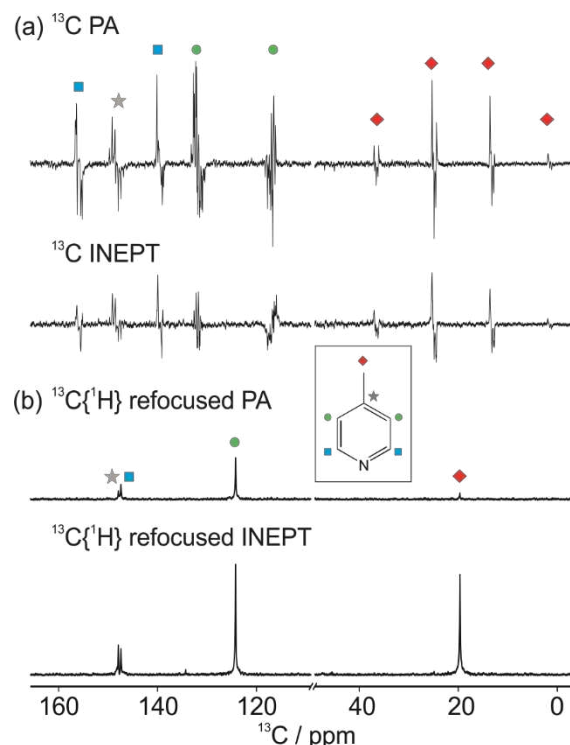 (a) ¹³C PA
¹³C INEPT
(b) ¹³C{¹H} refocused PA
N
¹³C{¹H} refocused INEPT
160 140 120 40 20 0
¹³C / ppm